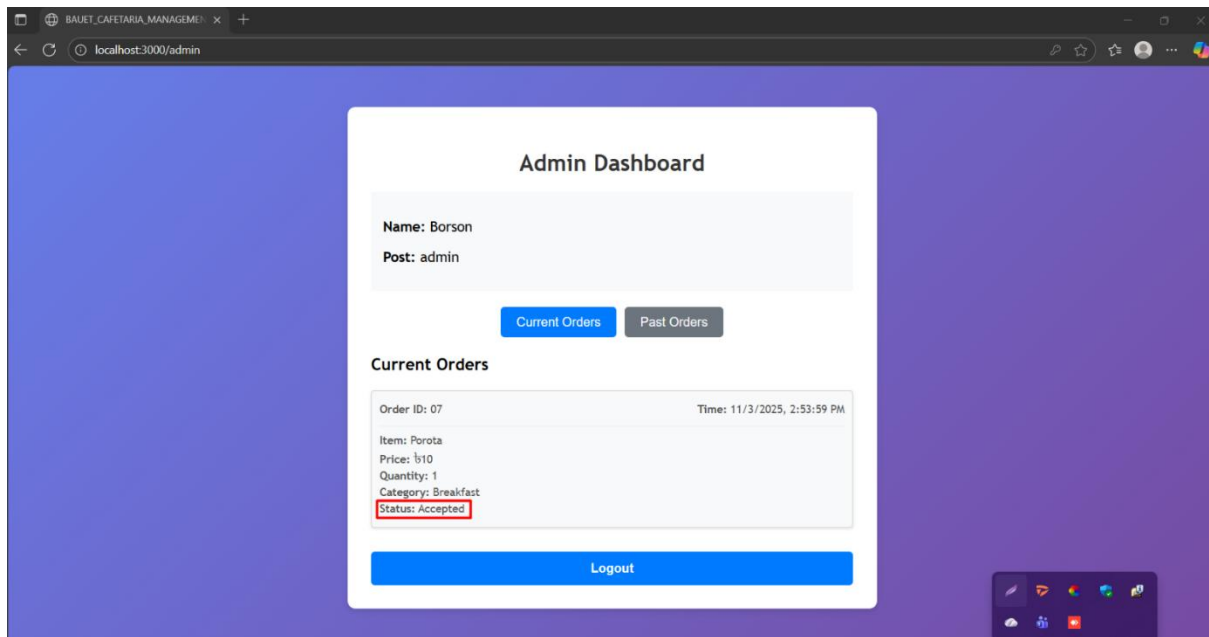 BAUET_CAFETARIA_MANAGEMEN
localhost:3000/admin
Admin Dashboard
Name: Borson
Post: admin
Current Orders
Past Orders
Current Orders
Order ID: 07
Time: 11/3/2025, 2:53:59 PM
Item: Porota
Price: ৳10
Quantity: 1
Category: Breakfast
Status: Accepted
Logout